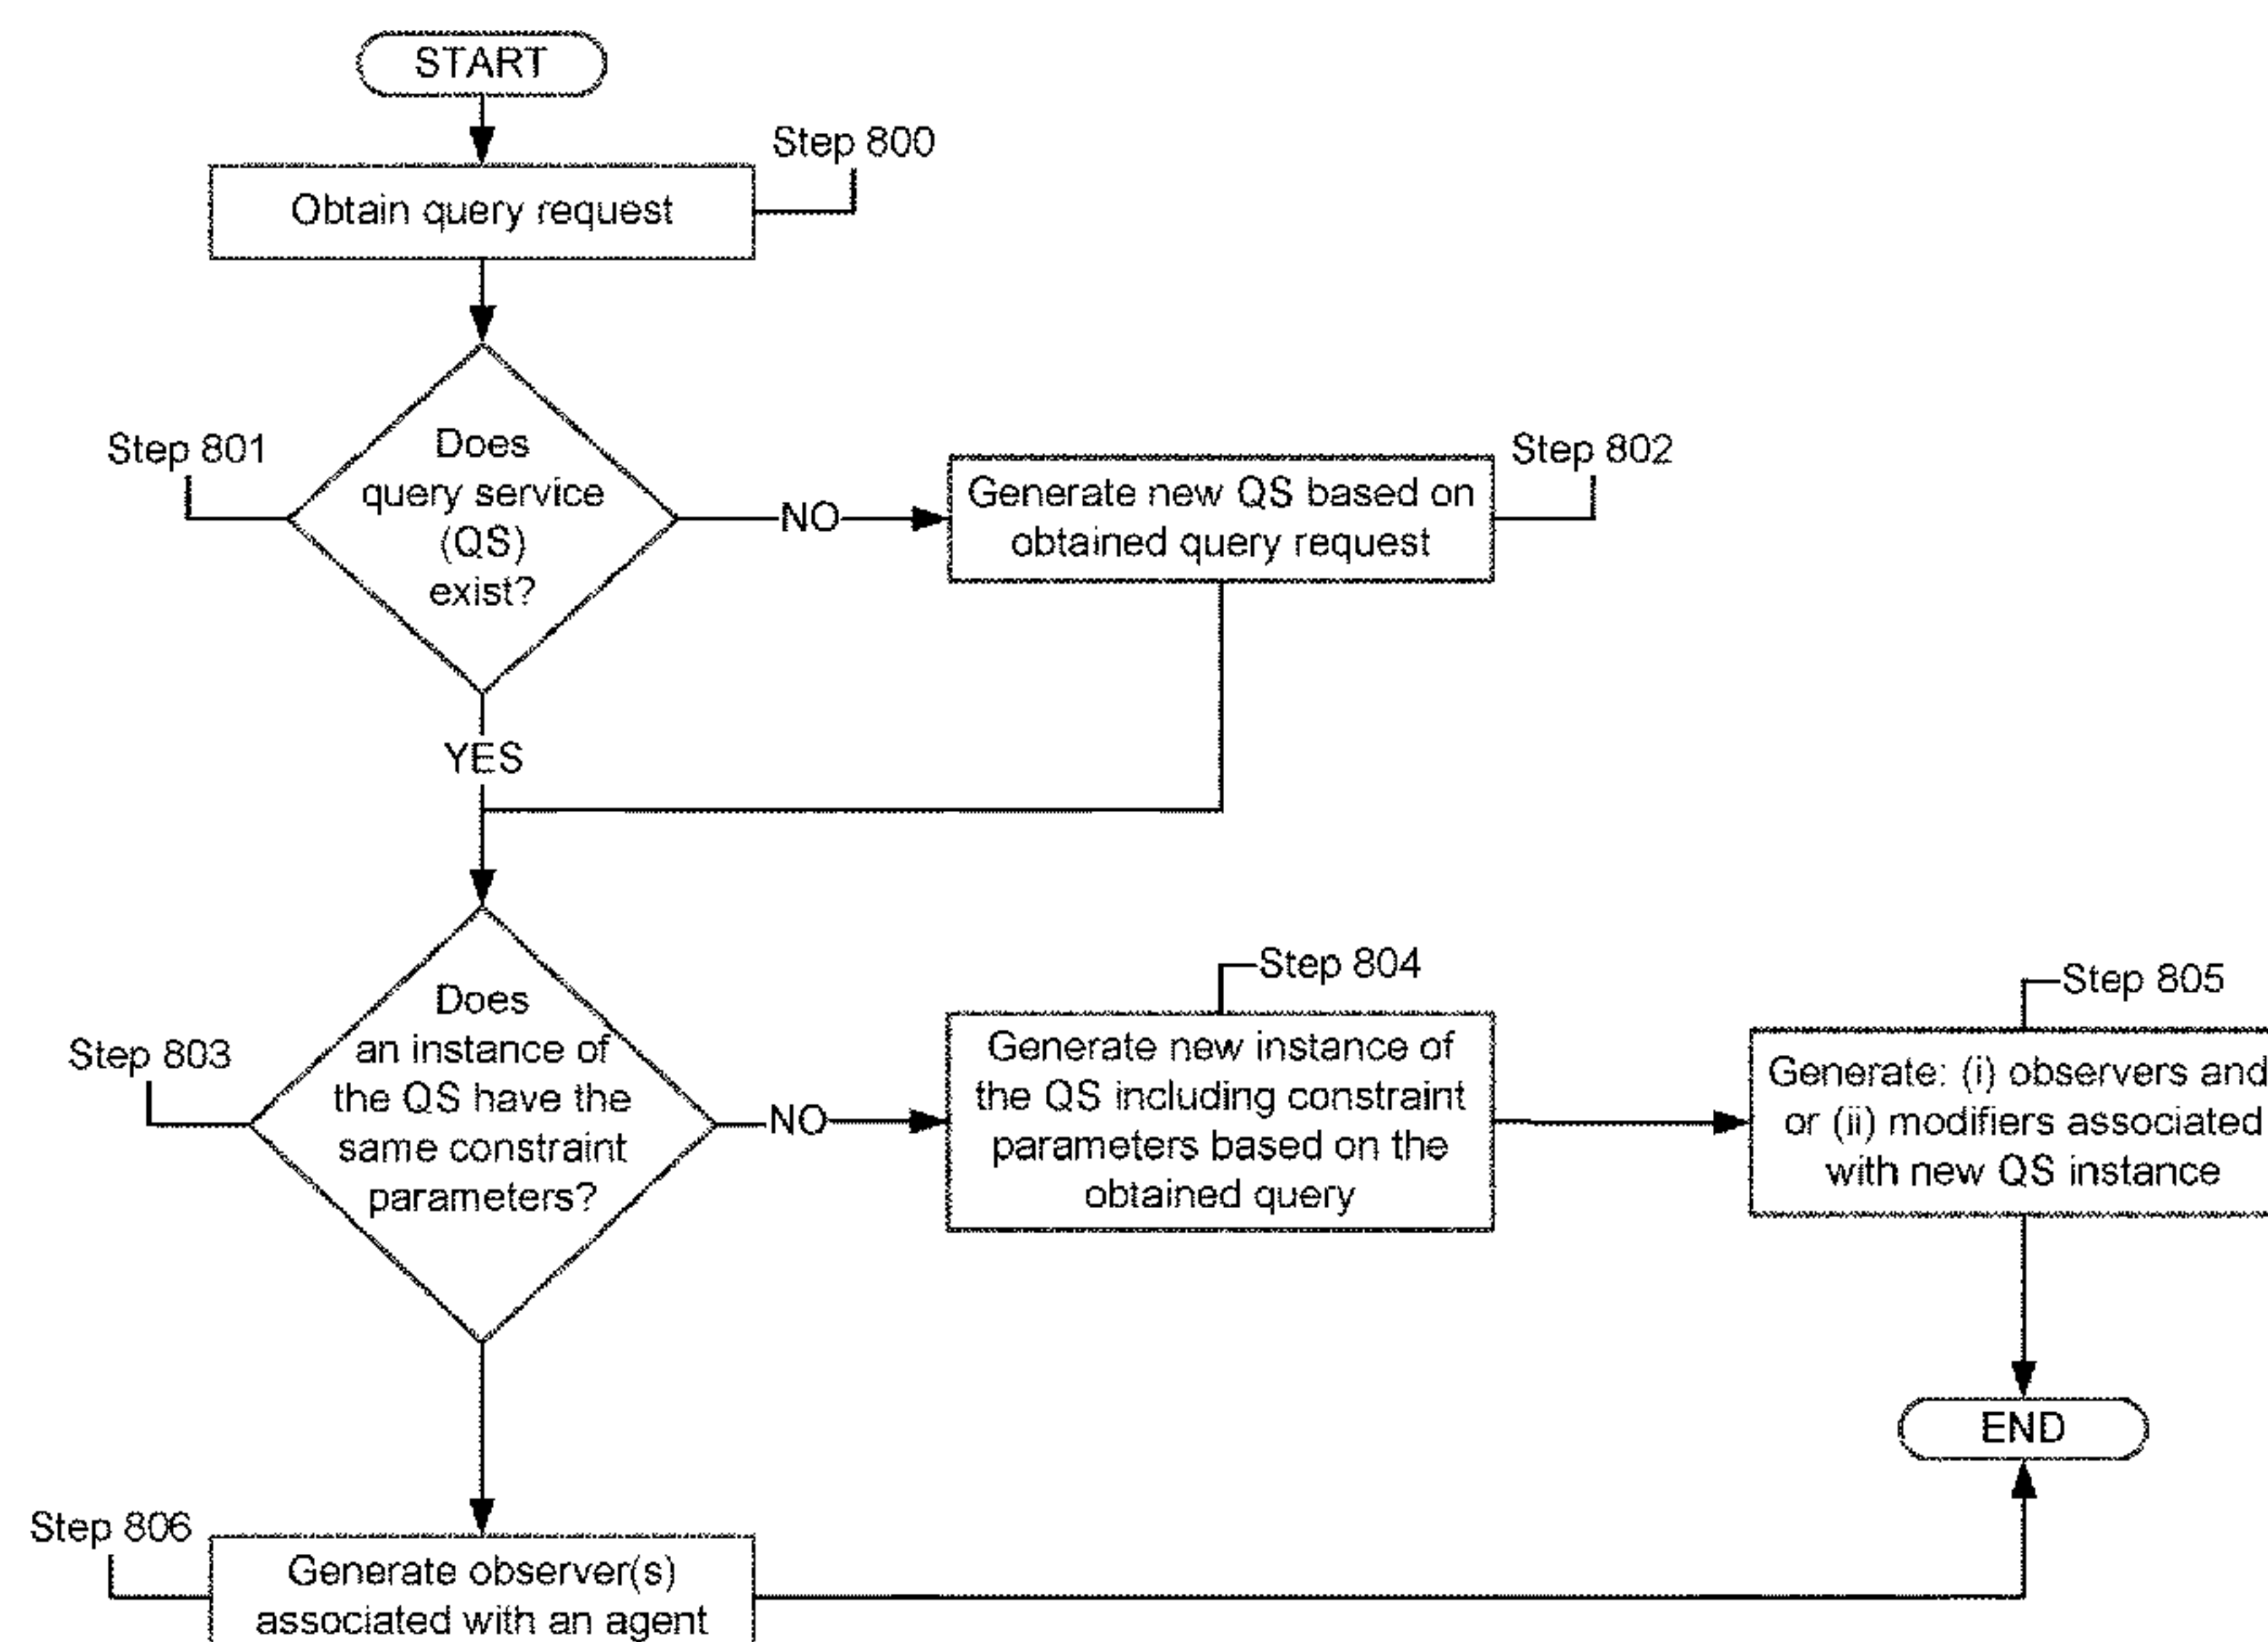 START
Step 800
Obtain query request
Step 801
Does
query service
(QS)
exist?
NO
Step 802
Generate new QS based on
obtained query request
YES
Step 803
Does
an instance of
the QS have the
same constraint
parameters?
NO
Step 804
Generate new instance of
the QS including constraint
parameters based on the
obtained query
Step 805
Generate: (i) observers and
or (ii) modifiers associated
with new QS instance
END
Step 806
Generate observer(s)
associated with an agent